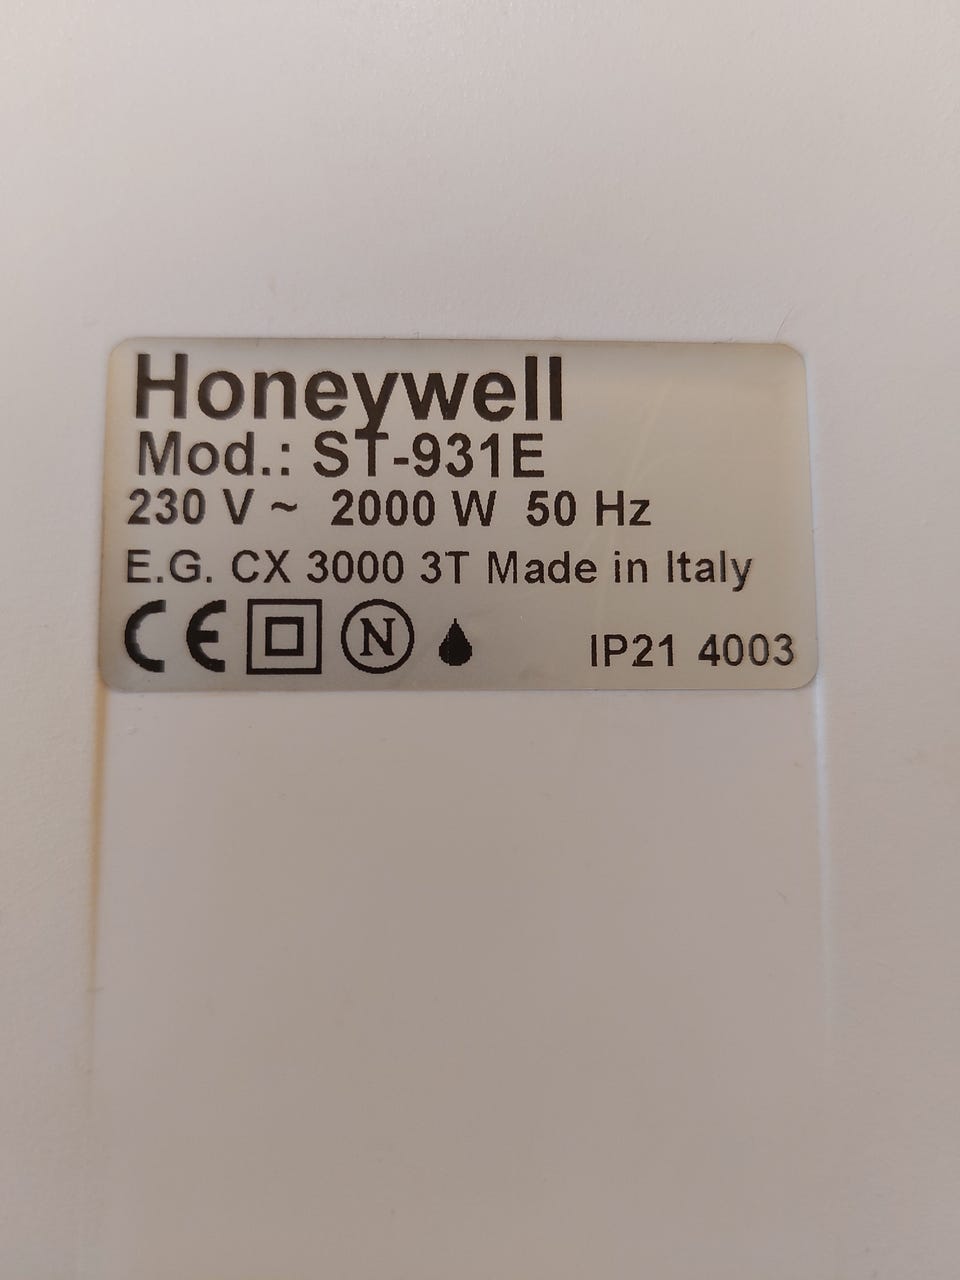 Honeywell
Mod.: ST-931E
230 V ~ 2000 W 50 Hz
E.G. CX 3000 3T Made in Italy
CE N IP21 4003